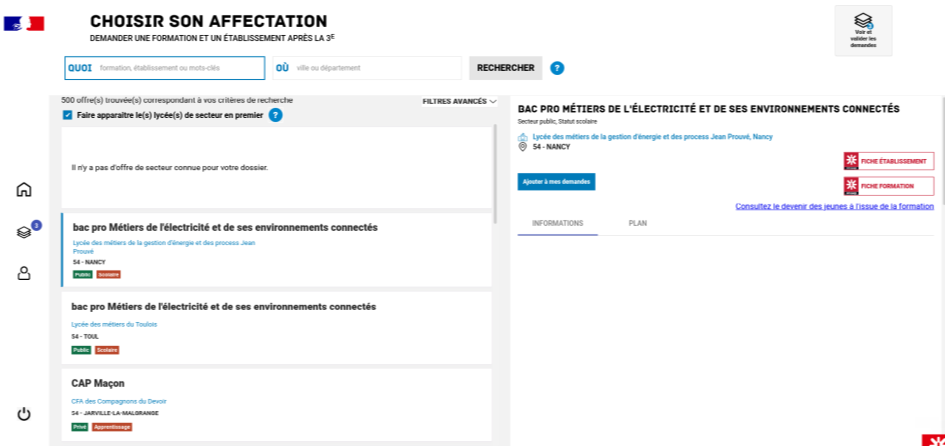 CHOISIR SON AFFECTATION
DEMANDER UNE FORMATION ET UN ÉTABLISSEMENT APRÈS LA 3E
Voir et
valider les
demandes
QUOI formation, établissement ou mots-clés OÙ ville ou département RECHERCHER ?
500 offre(s) trouvée(s) correspondant à vos critères de recherche FILTRES AVANCÉS
Faire apparaitre le(s) lycée(s) de secteur en premier ?
Il n'y a pas d'offre de secteur connue pour votre dossier.
3
bac pro Métiers de l'électricité et de ses environnements connectés
Lycée des métiers de la gestion d'énergie et des process Jean
Prouvé
54 - NANCY
Public Scolaire
bac pro Métiers de l'électricité et de ses environnements connectés
Lycée des métiers du Toulois
54 - TOUL
Public Scolaire
CAP Maçon
CFA des Compagnons du Devoir
54 - JARVILLE-LA-MALGRANGE
Privé Apprentissage
BAC PRO MÉTIERS DE L'ÉLECTRICITÉ ET DE SES ENVIRONNEMENTS CONNECTÉS
Secteur public, Statut scolaire
Lycée des métiers de la gestion d'énergie et des process Jean Prouvé, Nancy
54 - NANCY
FICHE ÉTABLISSEMENT
Ajouter à mes demandes
FICHE FORMATION
Consultez le devenir des jeunes à l'issue de la formation
INFORMATIONS PLAN